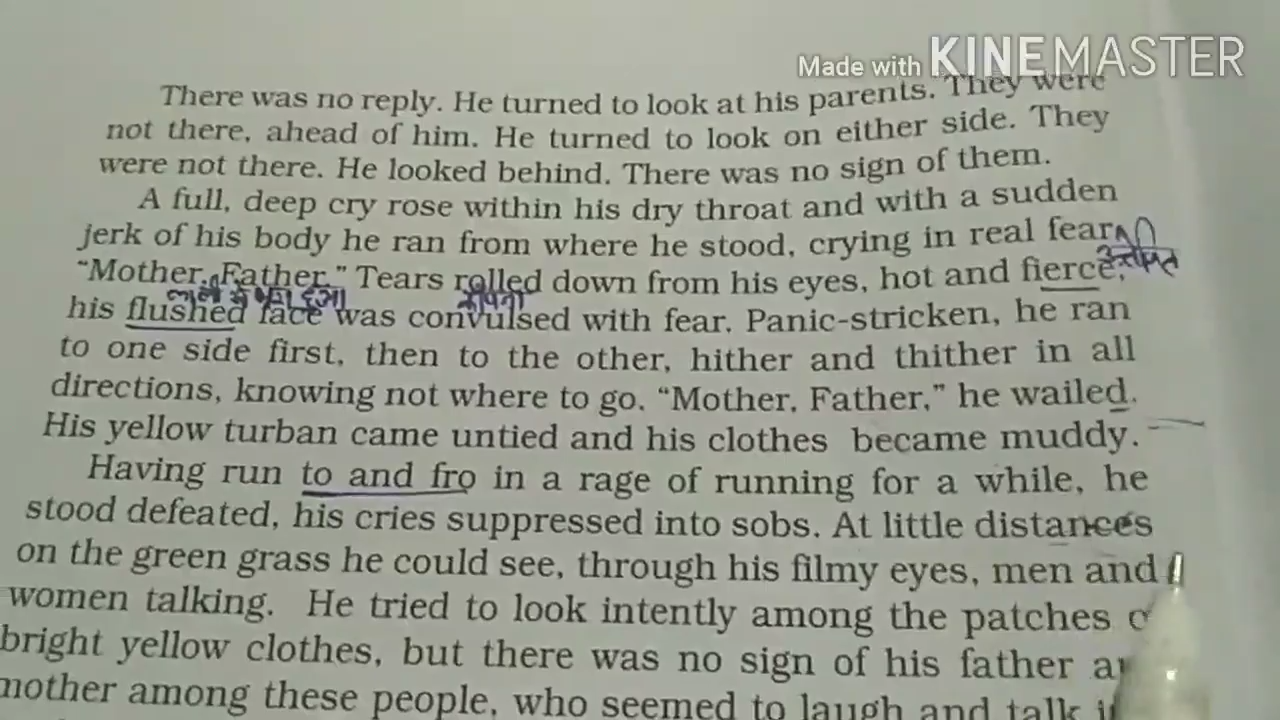 Made with KINEMASTER
There was no reply. He turned to look at his parents. They were
not there, ahead of him. He turned to look on either side. They
were not there. He looked behind. There was no sign of them.
A full, deep cry rose within his dry throat and with a sudden
jerk of his body he ran from where he stood, crying in real fear,
“Mother, Father.” Tears rolled down from his eyes, hot and fierce;
his flushed face was convulsed with fear. Panic-stricken, he ran
to one side first, then to the other, hither and thither in all
directions, knowing not where to go. “Mother, Father,” he wailed.
His yellow turban came untied and his clothes became muddy.
Having run to and fro in a rage of running for a while, he
stood defeated, his cries suppressed into sobs. At little distances
on the green grass he could see, through his filmy eyes, men and
women talking. He tried to look intently among the patches
bright yellow clothes, but there was no sign of his father
mother among these people, who seemed to laugh and talk